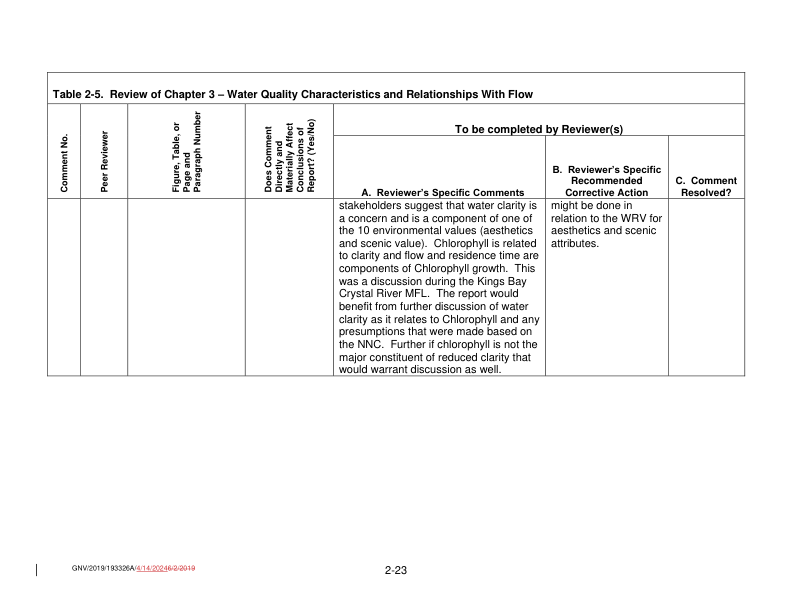 Table 2-5.  Review of Chapter 3 – Water Quality Characteristics and Relationships With Flow
Comment No.
Peer Reviewer
Figure, Table, or
Page and
Paragraph Number
Does Comment
Directly and
Materially Affect
Conclusions of
Report? (Yes/No)
To be completed by Reviewer(s)
A.  Reviewer's Specific Comments
B.  Reviewer's Specific
Recommended
Corrective Action
C.  Comment
Resolved?
stakeholders suggest that water clarity is
a concern and is a component of one of
the 10 environmental values (aesthetics
and scenic value).  Chlorophyll is related
to clarity and flow and residence time are
components of Chlorophyll growth.  This
was a discussion during the Kings Bay
Crystal River MFL.  The report would
benefit from further discussion of water
clarity as it relates to Chlorophyll and any
presumptions that were made based on
the NNC.  Further if chlorophyll is not the
major constituent of reduced clarity that
would warrant discussion as well.
might be done in
relation to the WRV for
aesthetics and scenic
attributes.
GNV/2019/193326A/4/14/20246/2/2019
2-23